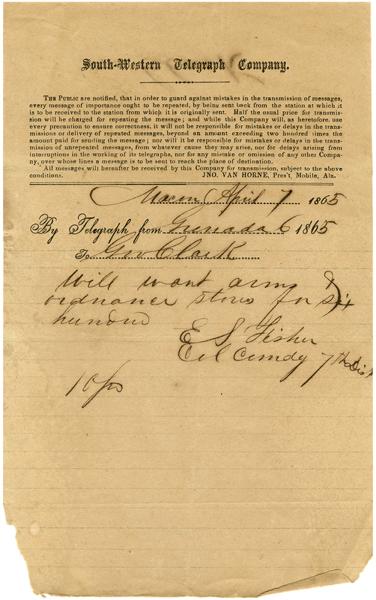 South-Western Telegraph Company.
THE PUBLIC are notified, that in order to guard against mistakes in the transmission of messages,
every message of importance ought to be repeated, by being sent back from the station at which it
is to be received to the station from which it is originally sent. Half the usual price for transmis-
sion will be charged for repeating the message; and while this Company will, as heretofore, use
every precaution to ensure correctness, it will not be responsible for mistakes or delays in the trans-
missions or delivery of repeated messages, beyond an amount exceeding two hundred times the
amount paid for sending the message; nor will it be responsible for mistakes or delays in the trans-
mission of unrepeated messages, from whatever cause they may arise, nor for delays arising from
interruptions in the working of its telegraphs, nor for any mistake or omission of any other Company,
over whose lines a message is to be sent to reach the place of destination.
All messages will hereafter be received by this Company for transmission, subject to the above
conditions. JNO. VAN HORNE, Pres't, Mobile, Ala.
Macon April 7 1865
By Telegraph from Grenada 6 1865
To Gov Clark
Will want arms &
ordnance stores for six
hundred
E S Fisher
Col Comdg 7th Dist